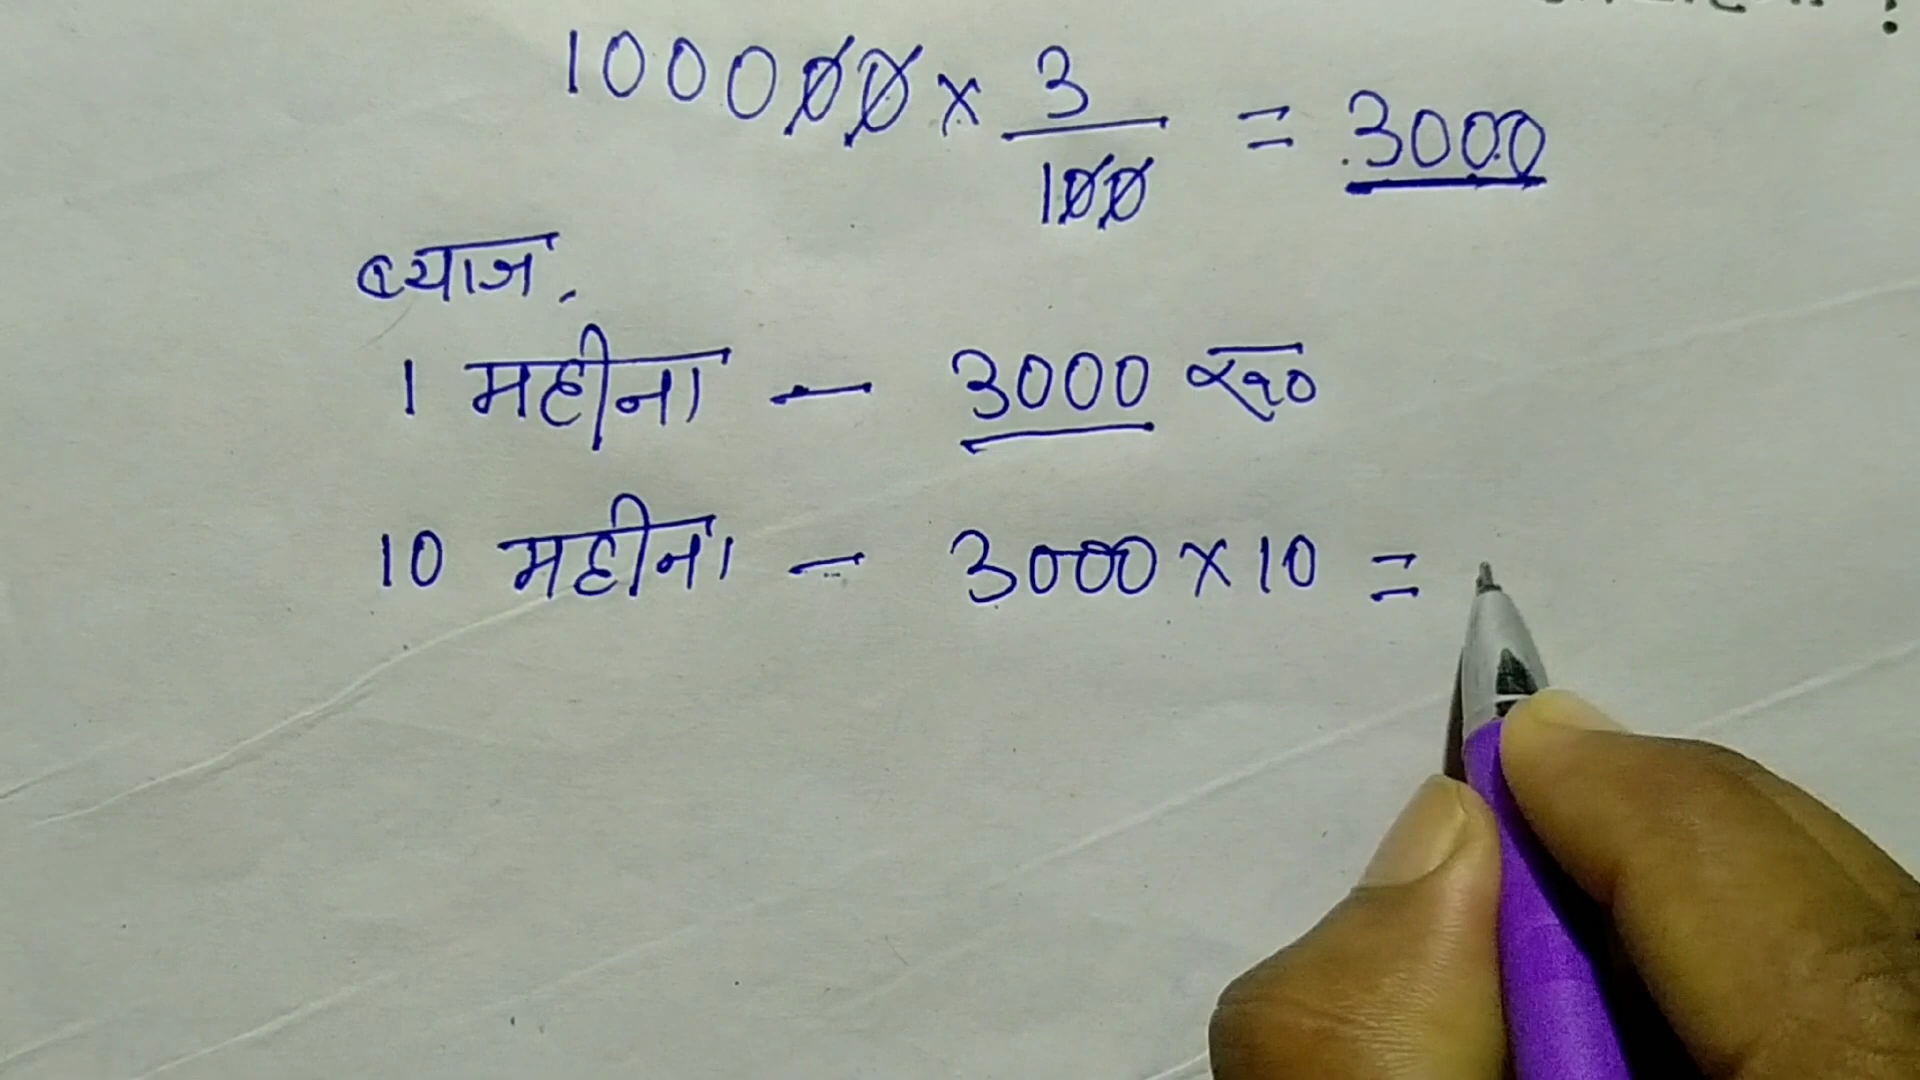 100000 × 3/100 = 3000
ब्याज.
1 महीना — 3000 रू०
10 महीना — 3000 × 10 =